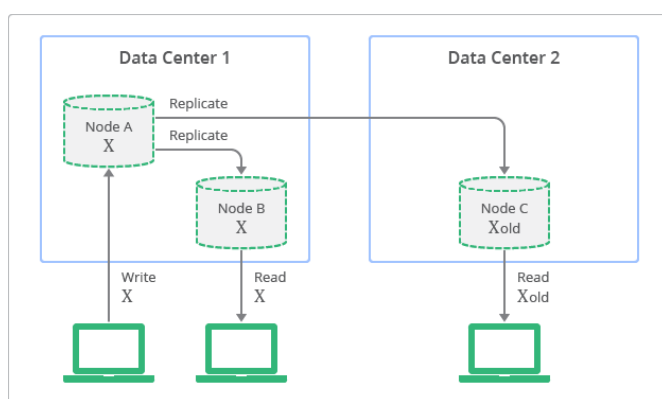 Data Center 1
Data Center 2
Replicate
Node A
X
Replicate
Node B
X
Node C
Xold
Write
X
Read
X
Read
Xold